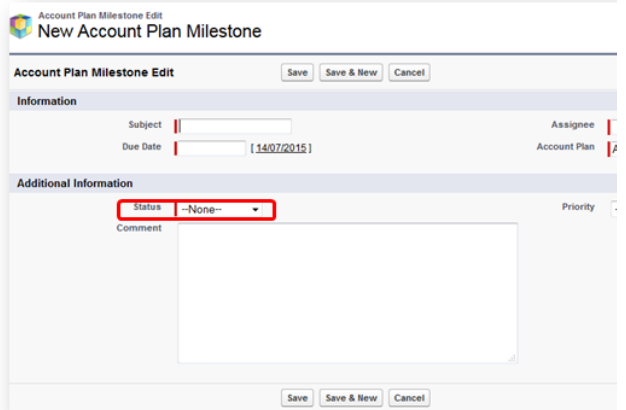 Account Plan Milestone Edit
New Account Plan Milestone
Account Plan Milestone Edit Save Save & New Cancel
Information
Subject Assignee
Due Date [ 14/07/2015 ] Account Plan
Additional Information
Status --None-- Priority
Comment
Save Save & New Cancel